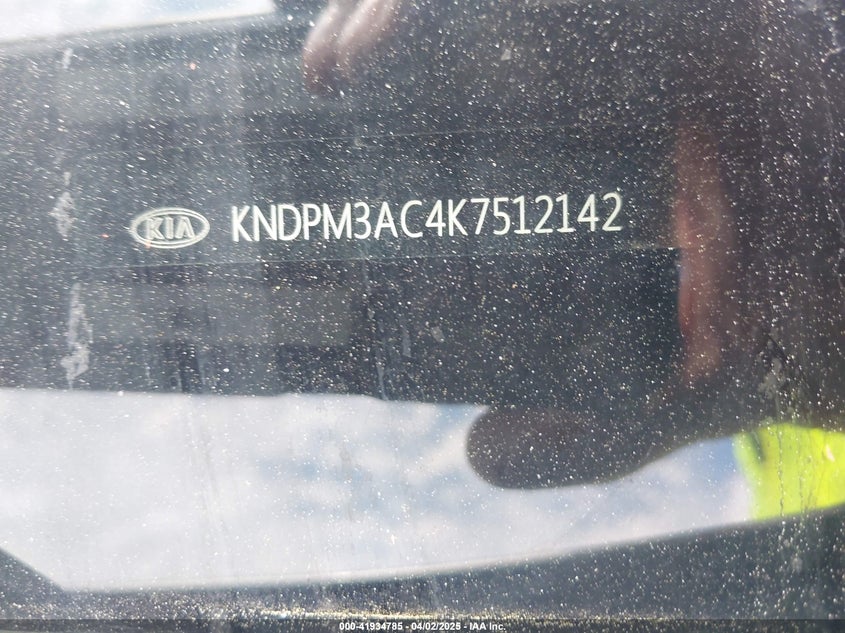 KIA KNDPM3AC4K7512142
000-41934785 - 04/02/2025 - IAA Inc.